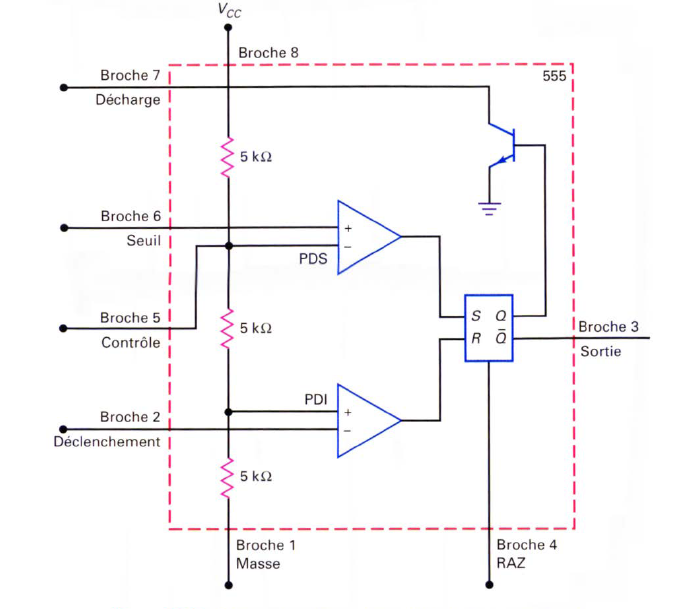 VCC
Broche 8
Broche 7
555
Décharge
5 kΩ
Broche 6
+
Seuil
−
PDS
S Q
Broche 5
5 kΩ
Broche 3
R Q̅
Contrôle
Sortie
PDI
Broche 2
+
−
Déclenchement
5 kΩ
Broche 1
Broche 4
Masse
RAZ